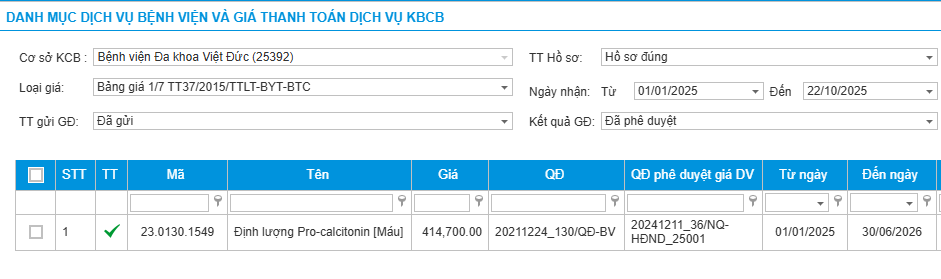 DANH MỤC DỊCH VỤ BỆNH VIỆN VÀ GIÁ THANH TOÁN DỊCH VỤ KBCB
Cơ sở KCB : Bệnh viện Đa khoa Việt Đức (25392) TT Hồ sơ: Hồ sơ đúng
Loại giá: Bảng giá 1/7 TT37/2015/TTLT-BYT-BTC Ngày nhận: Từ 01/01/2025 Đến 22/10/2025
TT gửi GĐ: Đã gửi Kết quả GĐ: Đã phê duyệt
STT TT Mã Tên Giá QĐ QĐ phê duyệt giá DV Từ ngày Đến ngày
1 23.0130.1549 Định lượng Pro-calcitonin [Máu] 414,700.00 20211224_130/QĐ-BV 20241211_36/NQ- 01/01/2025 30/06/2026
HĐND_25001